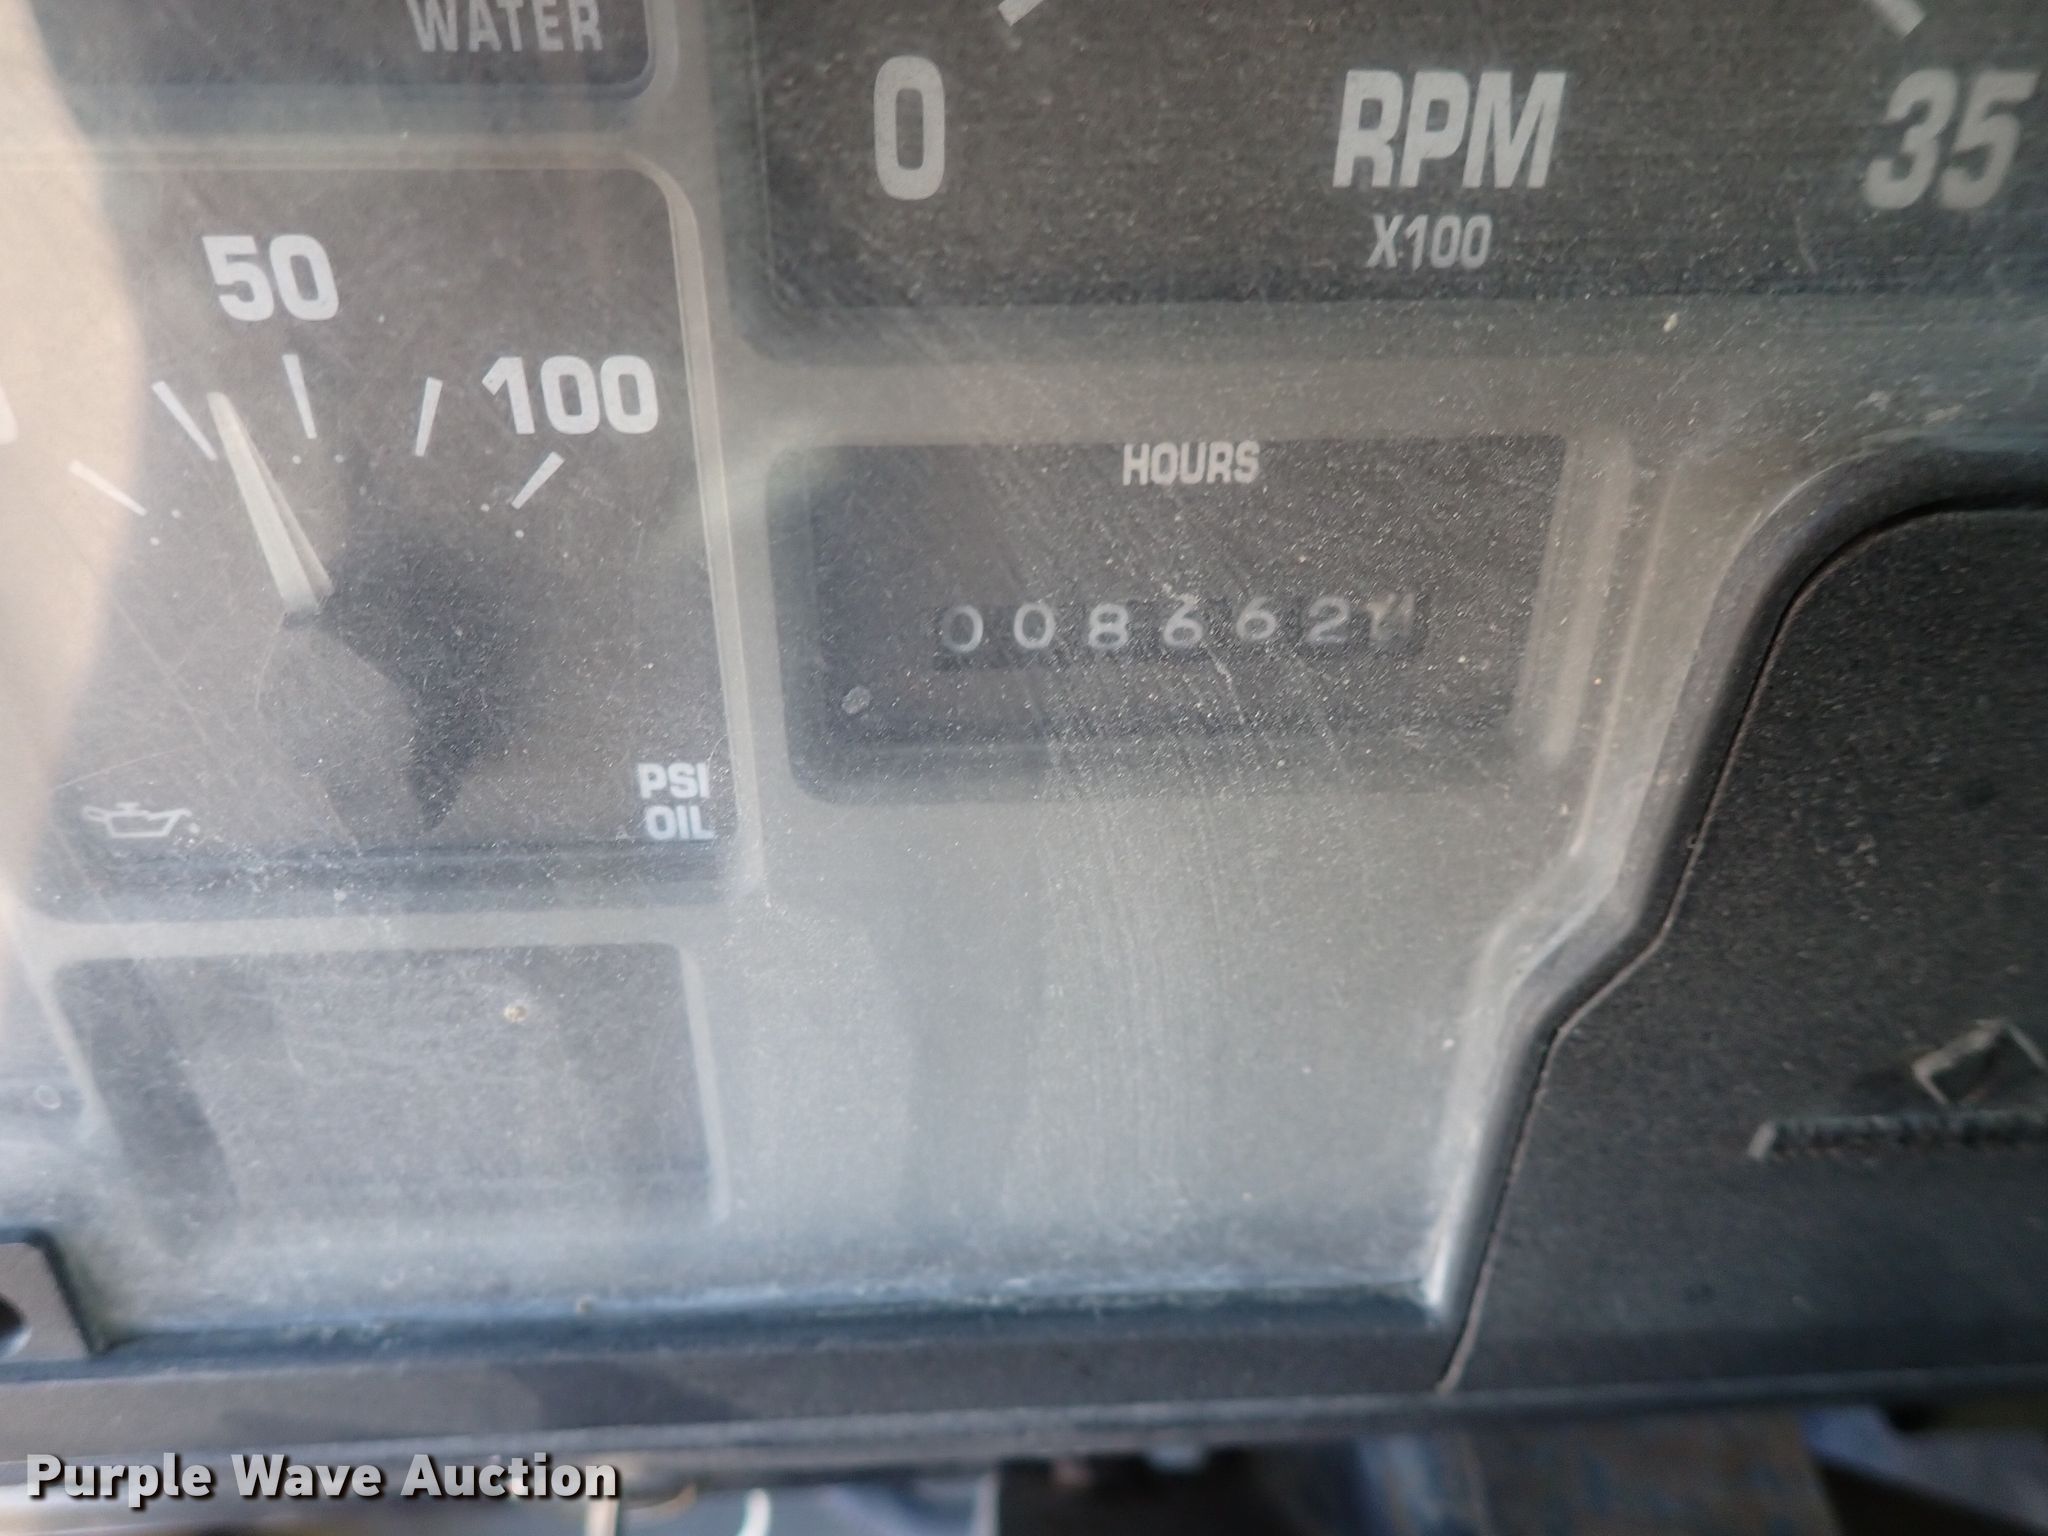 WATER
0
RPM
35
X100
50
100
HOURS
008662
PSI
OIL
Purple Wave Auction